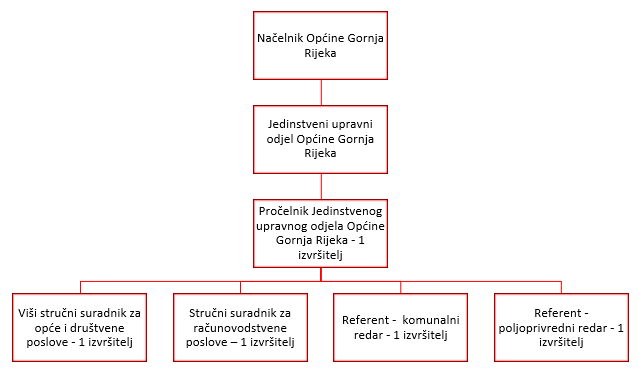 Načelnik Općine Gornja
Rijeka
Jedinstveni upravni
odjel Općine Gornja
Rijeka
Pročelnik Jedinstvenog
upravnog odjela Općine
Gornja Rijeka - 1
izvršitelj
Viši stručni suradnik za
opće i društvene
poslove - 1 izvršitelj
Stručni suradnik za
računovodstvene
poslove – 1 izvršitelj
Referent -  komunalni
redar - 1 izvršitelj
Referent -
poljoprivredni redar - 1
izvršitelj